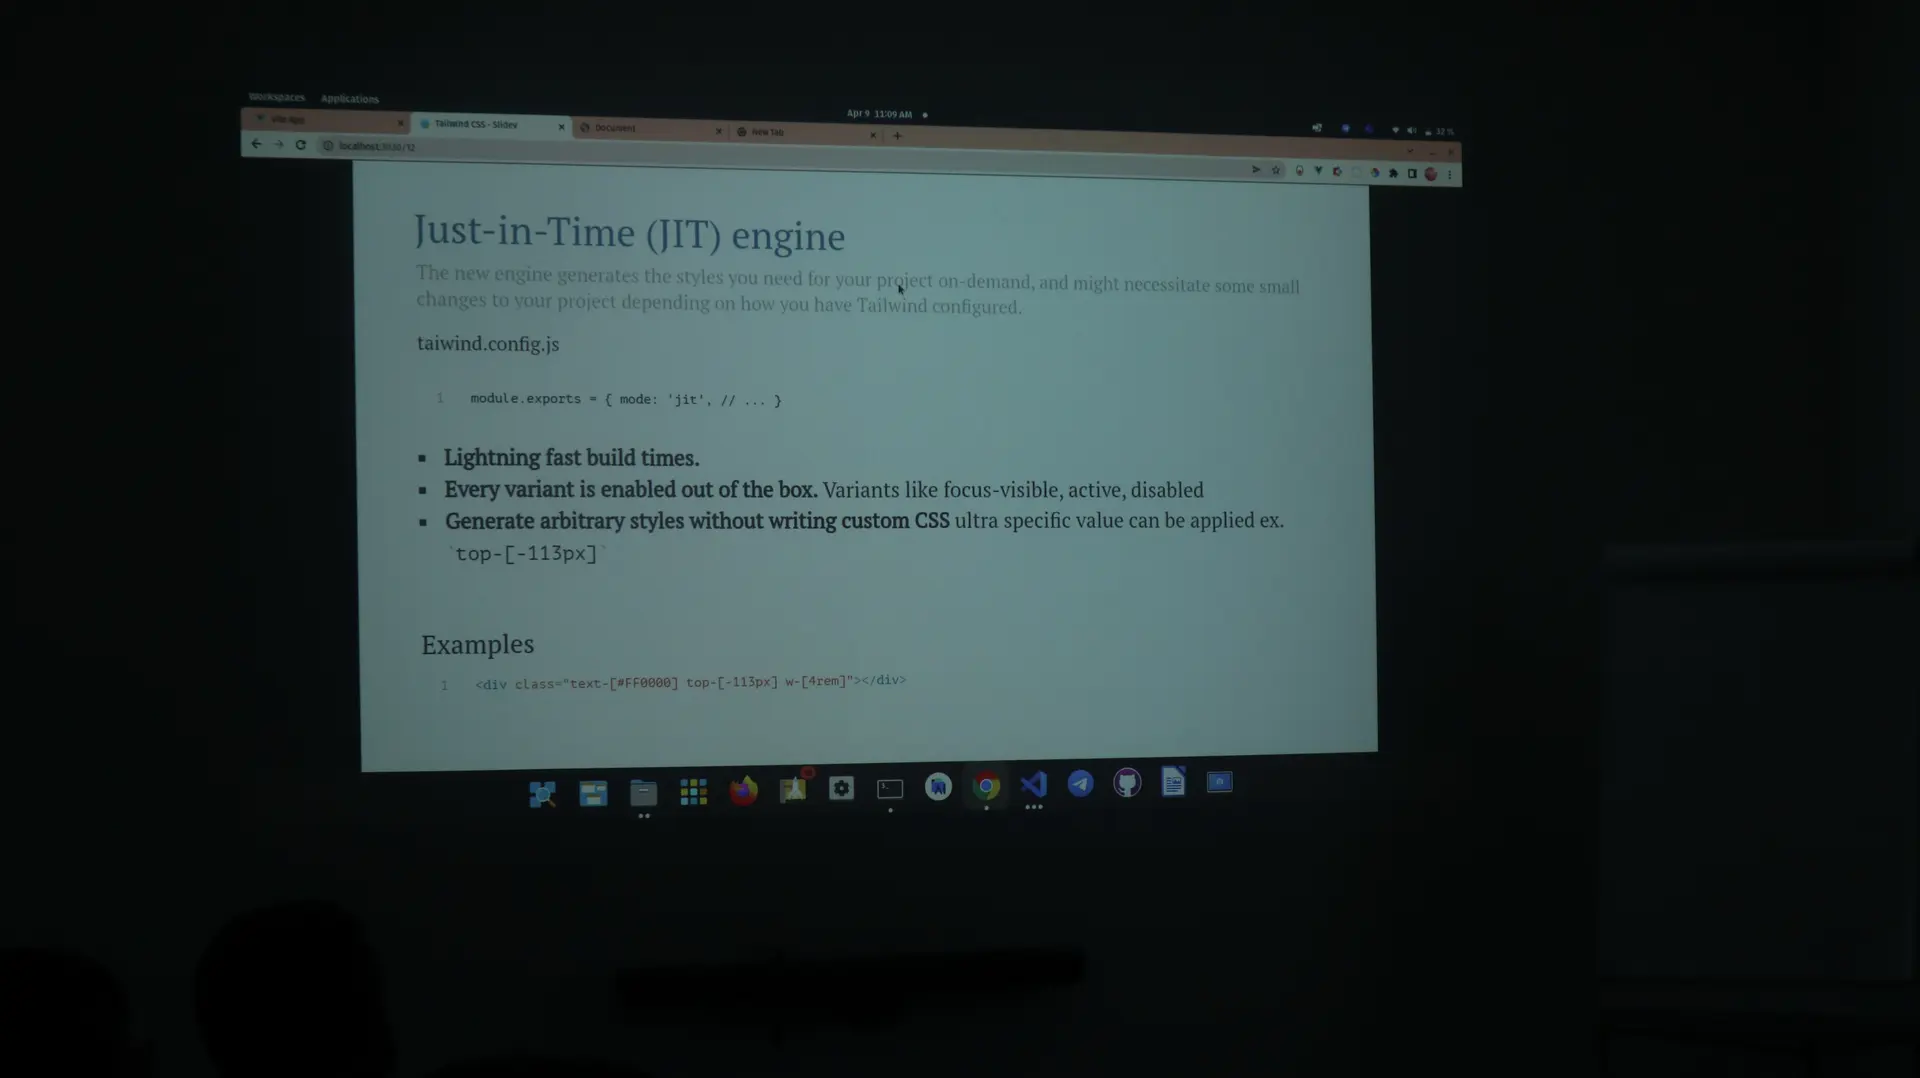 Workspaces Applications
Apr 9 11:09 AM
32 %
Tailwind CSS - Slidev
Document
New Tab
Just-in-Time (JIT) engine
The new engine generates the styles you need for your project on-demand, and might necessitate some small
changes to your project depending on how you have Tailwind configured.
taiwind.config.js
1 module.exports = { mode: 'jit', // ... }
▪ Lightning fast build times.
▪ Every variant is enabled out of the box. Variants like focus-visible, active, disabled
▪ Generate arbitrary styles without writing custom CSS ultra specific value can be applied ex.
`top-[-113px]`
Examples
1 <div class="text-[#FF0000] top-[-113px] w-[4rem]"></div>